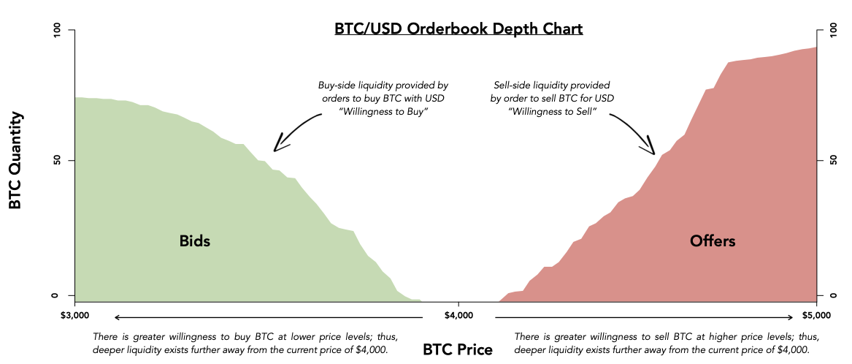 BTC/USD Orderbook Depth Chart
100
100
Buy-side liquidity provided by
orders to buy BTC with USD
“Willingness to Buy”
Sell-side liquidity provided
by order to sell BTC for USD
“Willingness to Sell”
BTC Quantity
50
50
Bids
Offers
0
0
$3,000
$4,000
$5,000
There is greater willingness to buy BTC at lower price levels; thus,
deeper liquidity exists further away from the current price of $4,000.
BTC Price
There is greater willingness to sell BTC at higher price levels; thus,
deeper liquidity exists further away from the current price of $4,000.